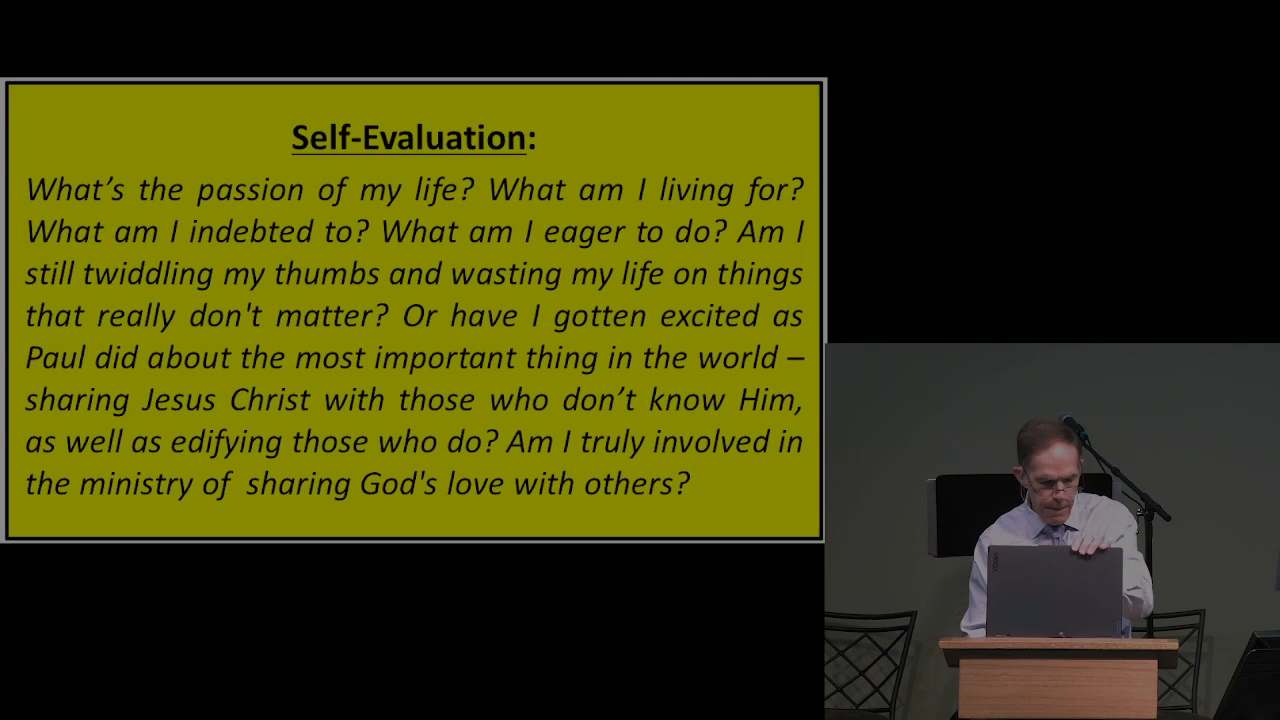 Self-Evaluation:
What’s the passion of my life? What am I living for?
What am I indebted to? What am I eager to do? Am I
still twiddling my thumbs and wasting my life on things
that really don't matter? Or have I gotten excited as
Paul did about the most important thing in the world –
sharing Jesus Christ with those who don’t know Him,
as well as edifying those who do? Am I truly involved in
the ministry of  sharing God's love with others?